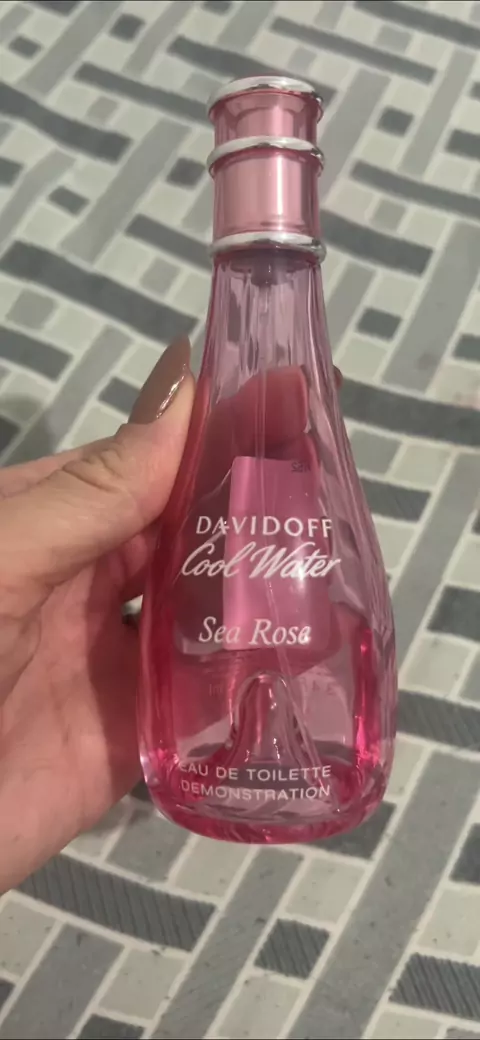 DAVIDOFF
Cool Water
Sea Rose
EAU DE TOILETTE
DEMONSTRATION